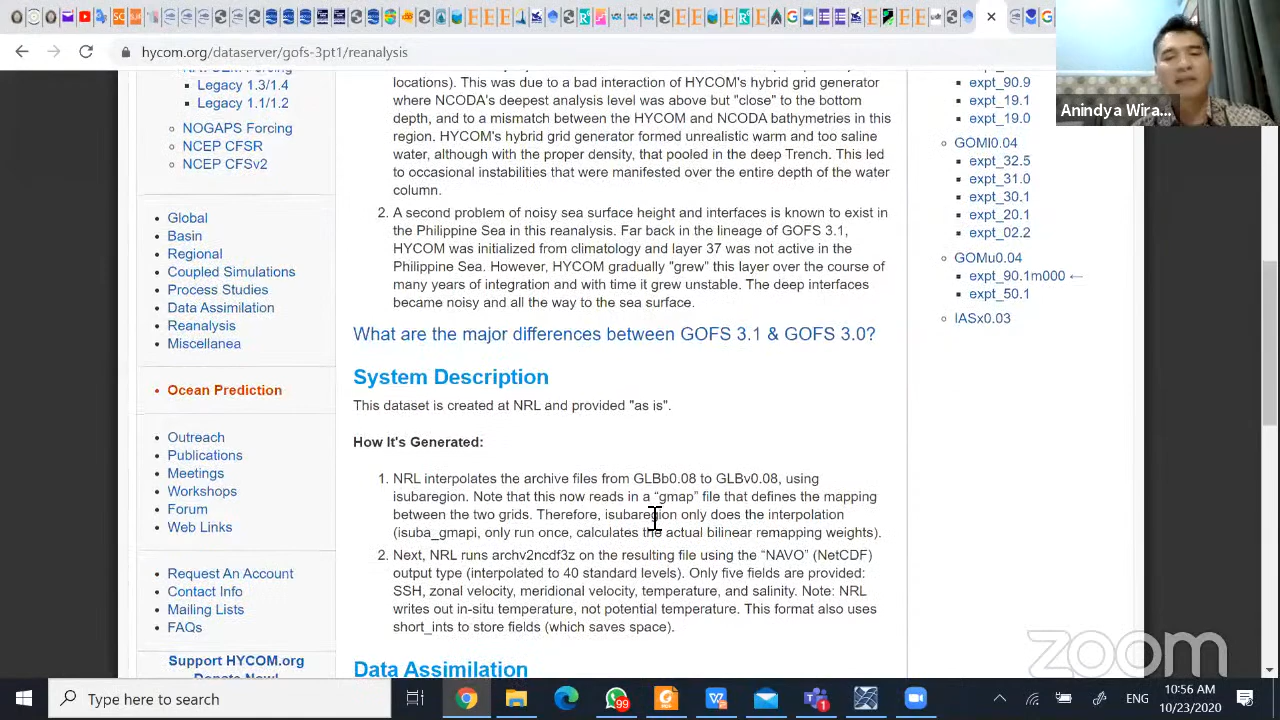 hycom.org/dataserver/gofs-3pt1/reanalysis
Anindya Wira...
Legacy 1.3/1.4
Legacy 1.1/1.2
NOGAPS Forcing
NCEP CFSR
NCEP CFSv2
Global
Basin
Regional
Coupled Simulations
Process Studies
Data Assimilation
Reanalysis
Miscellanea
Ocean Prediction
Outreach
Publications
Meetings
Workshops
Forum
Web Links
Request An Account
Contact Info
Mailing Lists
FAQs
Support HYCOM.org
locations). This was due to a bad interaction of HYCOM's hybrid grid generator
where NCODA's deepest analysis level was above but "close" to the bottom
depth, and to a mismatch between the HYCOM and NCODA bathymetries in this
region. HYCOM's hybrid grid generator formed unrealistic warm and too saline
water, although with the proper density, that pooled in the deep Trench. This led
to occasional instabilities that were manifested over the entire depth of the water
column.
2. A second problem of noisy sea surface height and interfaces is known to exist in
the Philippine Sea in this reanalysis. Far back in the lineage of GOFS 3.1,
HYCOM was initialized from climatology and layer 37 was not active in the
Philippine Sea. However, HYCOM gradually "grew" this layer over the course of
many years of integration and with time it grew unstable. The deep interfaces
became noisy and all the way to the sea surface.
What are the major differences between GOFS 3.1 & GOFS 3.0?
System Description
This dataset is created at NRL and provided "as is".
How It's Generated:
1. NRL interpolates the archive files from GLBb0.08 to GLBv0.08, using
isubaregion. Note that this now reads in a “gmap” file that defines the mapping
between the two grids. Therefore, isubaregion only does the interpolation
(isuba_gmapi, only run once, calculates the actual bilinear remapping weights).
2. Next, NRL runs archv2ncdf3z on the resulting file using the “NAVO” (NetCDF)
output type (interpolated to 40 standard levels). Only five fields are provided:
SSH, zonal velocity, meridional velocity, temperature, and salinity. Note: NRL
writes out in-situ temperature, not potential temperature. This format also uses
short_ints to store fields (which saves space).
Data Assimilation
expt_90.9
expt_19.1
expt_19.0
GOMl0.04
expt_32.5
expt_31.0
expt_30.1
expt_20.1
expt_02.2
GOMu0.04
expt_90.1m000 ←
expt_50.1
IASx0.03
zoom
Type here to search
99
1
ENG
10:56 AM
10/23/2020